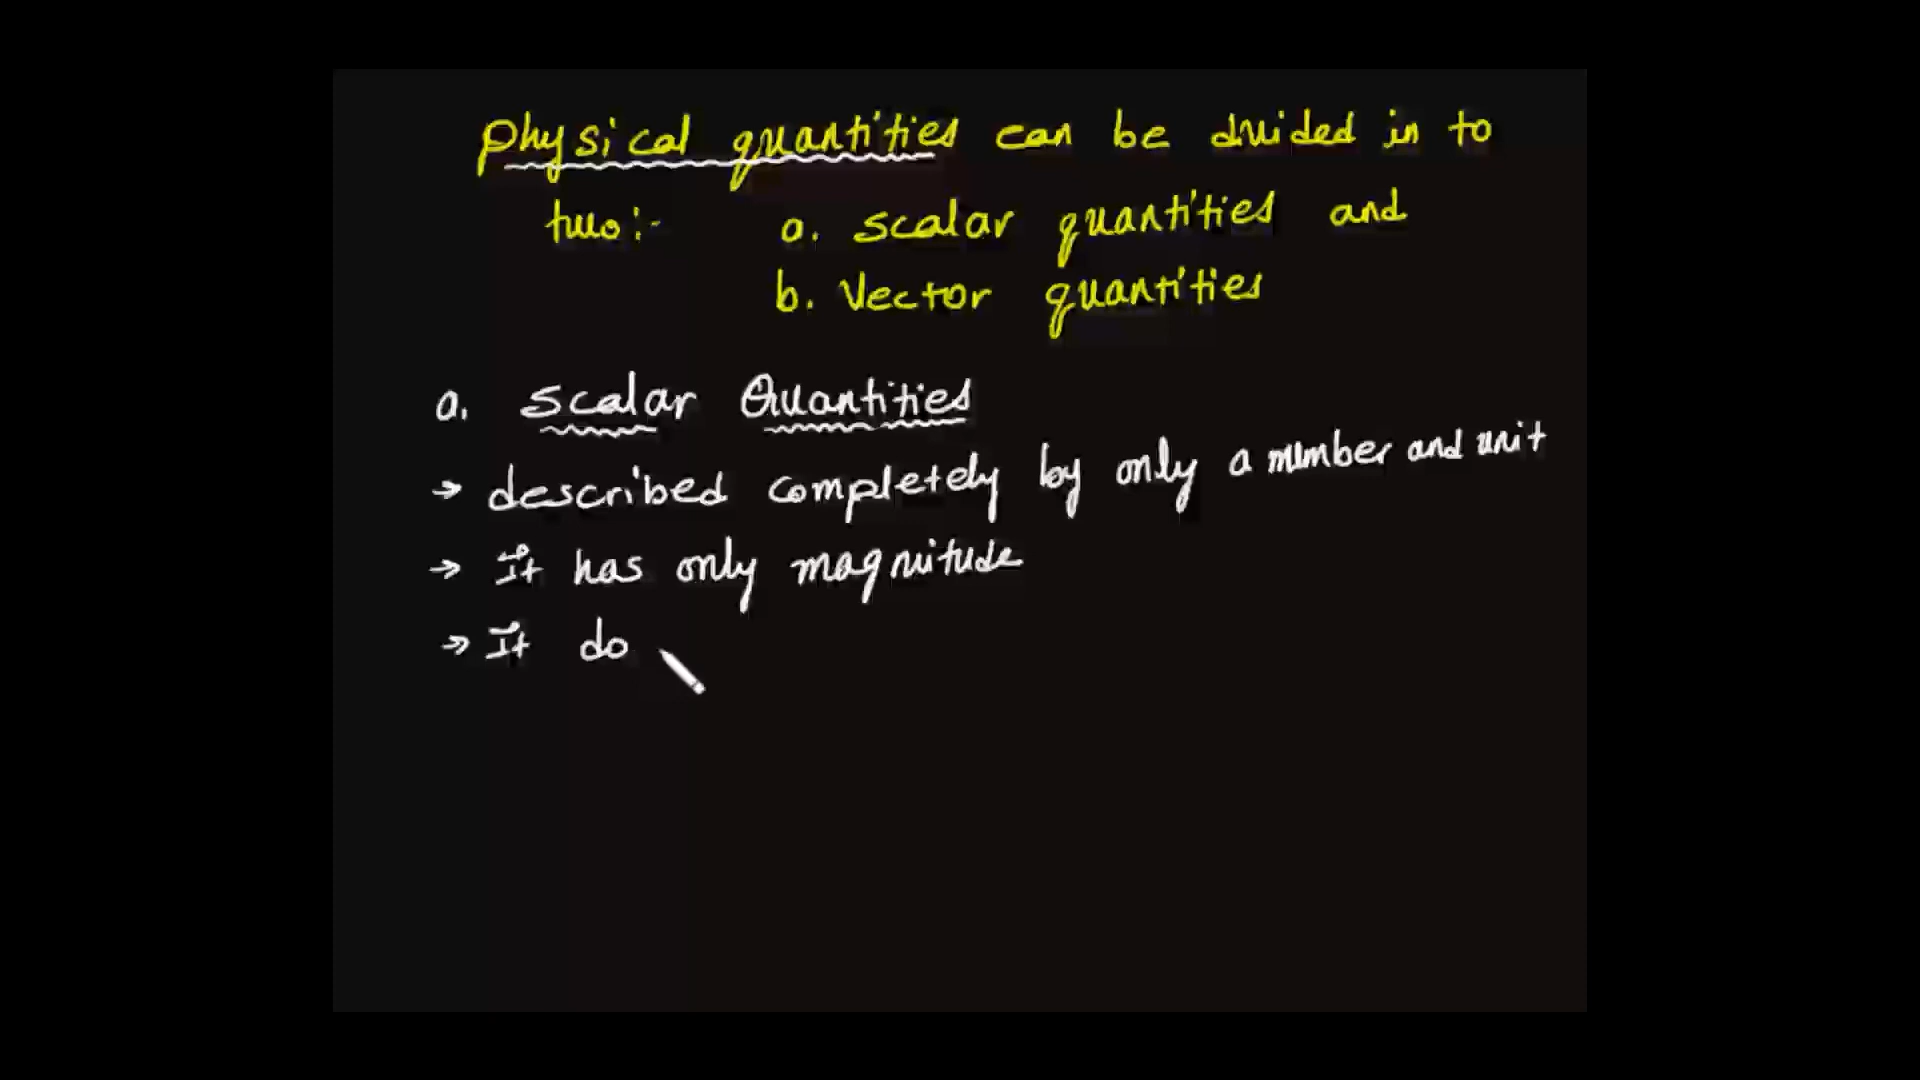 Physical quantities can be divided in to
two:- a. scalar quantities and
b. Vector quantities
a. Scalar Quantities
→ described completely by only a number and unit
→ It has only magnitude
→ It do